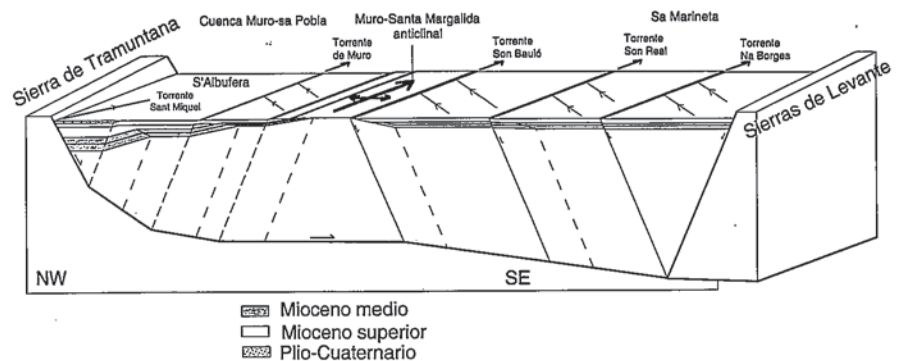 Cuenca Muro-sa Pobla
Muro-Santa Margalida
anticlinal
Sa Marineta
Sierra de Tramuntana
Torrente
de Muro
Torrente
Son Bauló
Torrente
Son Real
Torrente
Na Borges
S'Albufera
Torrente
Sant Miquel
Sierras de Levante
NW
SE
Mioceno medio
Mioceno superior
Plio-Cuaternario